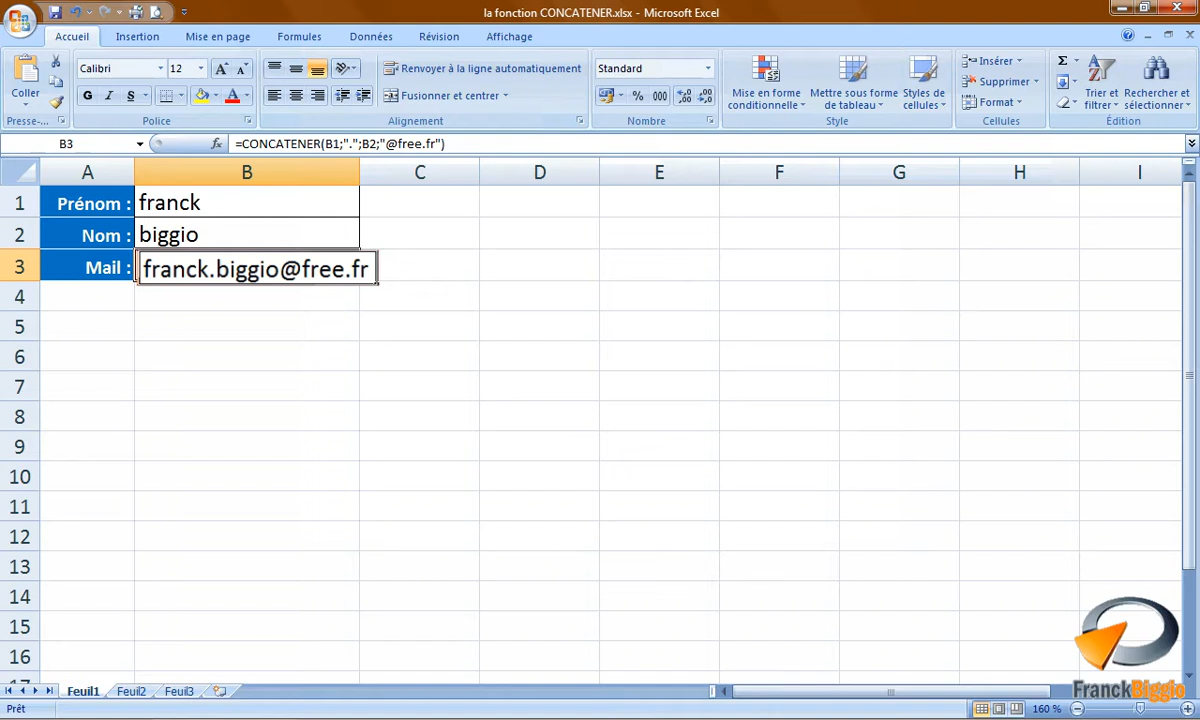 la fonction CONCATENER.xlsx - Microsoft Excel
Accueil Insertion Mise en page Formules Données Révision Affichage
Coller
Calibri 12
G I S
Renvoyer à la ligne automatiquement
Fusionner et centrer
Standard
% 000
Mise en forme conditionnelle
Mettre sous forme de tableau
Styles de cellules
Insérer
Supprimer
Format
Σ
Trier et filtrer
Rechercher et sélectionner
Presse-... Police Alignement Nombre Style Cellules Édition
B3 fx =CONCATENER(B1;".";B2;"@free.fr")
A B C D E F G H I
1 Prénom : franck
2 Nom : biggio
3 Mail : franck.biggio@free.fr
4
5
6
7
8
9
10
11
12
13
14
15
16
17
FranckBiggio
Feuil1 Feuil2 Feuil3
Prêt 160 %